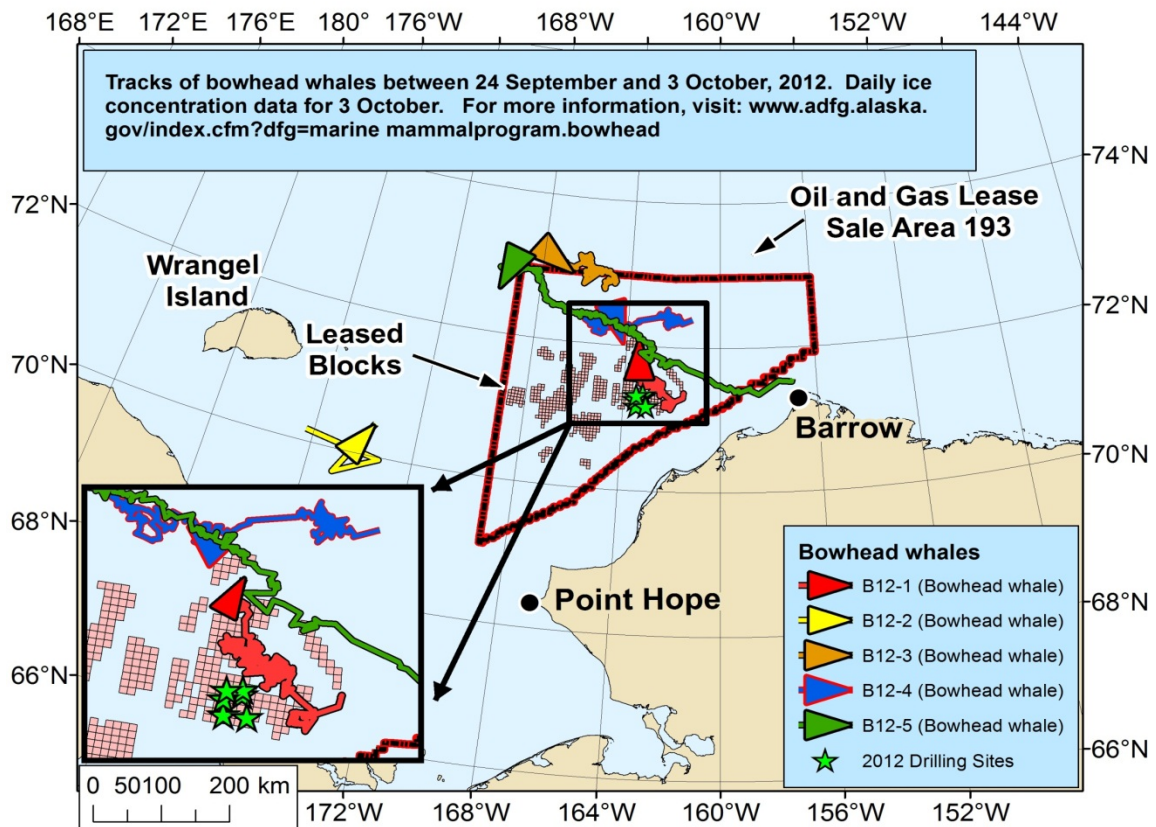 168°E 172°E 176°E 176°W 168°W 160°W 152°W 144°W
Tracks of bowhead whales between 24 September and 3 October, 2012. Daily ice
concentration data for 3 October. For more information, visit: www.adfg.alaska.
gov/index.cfm?dfg=marine mammalprogram.bowhead
74°N
72°N
Oil and Gas Lease
Sale Area 193
Wrangel
Island
Leased
Blocks
72°N
70°N
Barrow
70°N
68°N
Point Hope
68°N
66°N
66°N
Bowhead whales
B12-1 (Bowhead whale)
B12-2 (Bowhead whale)
B12-3 (Bowhead whale)
B12-4 (Bowhead whale)
B12-5 (Bowhead whale)
2012 Drilling Sites
0 50100 200 km
172°W 168°W 164°W 160°W 156°W 152°W